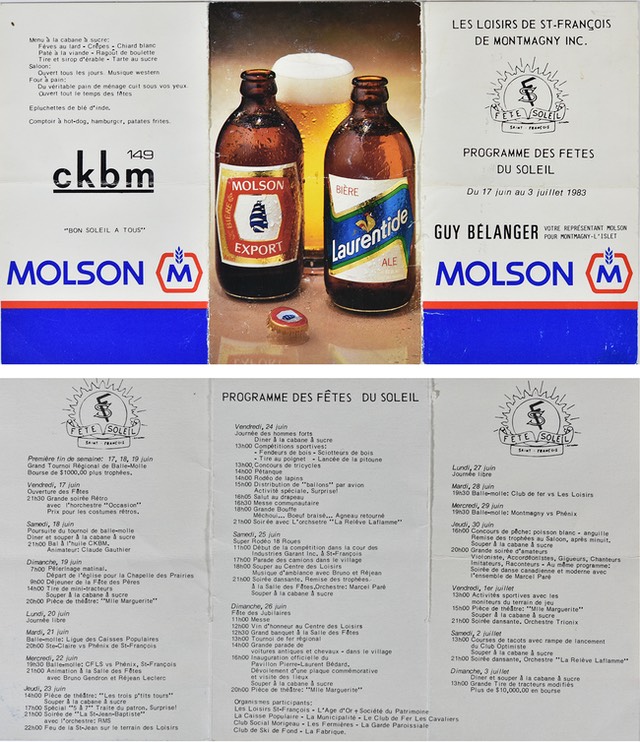 Menu à la cabane à sucre:
Fèves au tard - Crêpes - Chiard blanc
Paté à la viande - Ragoût de boulette
Tire et sirop d'érable - Tarte au sucre
Saloon:
Ouvert tous les jours. Musique western
Four à pain:
Du véritable pain de ménage cuit sous vos yeux.
Ouvert tout le temps des fêtes
Epluchettes de blé d'inde.
Comptoir à hot-dog, hamburger, patates frites.
149
ckbm
"BON SOLEIL A TOUS"
MOLSON M
BIÈRE
MOLSON
EXPORT
BIÈRE
Laurentide
ALE
LES LOISIRS DE ST-FRANÇOIS
DE MONTMAGNY INC.
FÊTE SOLEIL
SAINT-FRANÇOIS
PROGRAMME DES FETES
DU SOLEIL
Du 17 juin au 3 juillet 1983
GUY BÉLANGER VOTRE REPRÉSENTANT MOLSON
POUR MONTMAGNY-L'ISLET
MOLSON M
FÊTE SOLEIL
SAINT-FRANÇOIS
Première fin de semaine: 17, 18, 19 juin
Grand Tournoi Régional de Balle-Molle
Bourse de $1000,00 plus trophées.
Vendredi, 17 juin
Ouverture des Fêtes
21h30 Grande soirée Rétro
avec l'orchestre "Occasion"
Prix pour les costumes rétros.
Samedi, 18 juin
Poursuite du tournoi de balle-molle
Diner et souper à la cabane à sucre
21h00 Bal à l'huile CKBM.
Animateur: Claude Gauthier
Dimanche, 19 juin
7h00 Pèlerinage matinal.
Départ de l'église pour la Chapelle des Prairies
9h00 Déjeuner de la Fête des Pères
14h00 Tire de mini-tracteurs
Souper à la cabane à sucre
20h00 Pièce de théâtre: "Mlle Marguerite"
Lundi, 20 juin
Journée libre
Mardi, 21 juin
Balle-molle: Ligue des Caisses Populaires
20h00 Ste-Claire vs Phénix de St-François
Mercredi, 22 juin
19h30 Balle-molle: CFLS vs Phénix, St-François
21h00 Animation à la Salle des Fêtes
avec Bruno Gendron et Réjean Leclerc
Jeudi, 23 juin
14h00 Pièce de théâtre: "Les trois p'tits tours"
Souper à la cabane à sucre
17h00 Spécial "5 à 7" Traite du patron, Surprise!
21h00 Soirée de "La St-Jean-Baptiste"
avec l'orchestre: RMS
22h00 Feu de la St-Jean sur le terrain des Loisirs
PROGRAMME DES FÊTES DU SOLEIL
Vendredi, 24 juin
Journée des hommes forts
Diner à la cabane à sucre
13h00 Compétitions sportives:
- Fendeurs de bois - Sciotteurs de bois
- Tire au poignet - Lancée de la pitoune
13h00 Concours de tricycles
14h00 Pétanque
14h00 Rodéo de lapins
15h00 Distribution de "ballons" par avion
Activité spéciale, Surprise!
16h05 Salut au drapeau
16h30 Messe communautaire
18h00 Grande Bouffe
Méchoui... Boeuf braisé... Agneau retourné
21h00 Soirée avec L'orchsetre "La Relève Laflamme"
Samedi, 25 juin
Super Rodéo 18 Roues
11h00 Début de la compétition dans la cour des
Industries Garant Inc. à St-François
17h00 Parade des camions dans le village
18h00 Souper au Centre des Loisirs
Musique d'ambiance avec Bruno et Réjean
21h00 Soirée dansante, Remise des trophées.
à la Salle des Fêtes, Orchestre: Marcel Paré
Souper à la cabane à sucre
Dimanche, 26 juin
Fête des Jubilaires
11h00 Messe
12h00 Vin d'honneur au Centre des Loisirs
12h30 Grand banquet à la Salle des Fêtes
13h00 Tournoi de fer régional
14h00 Grande parade de
voitures antiques et chevaux - dans le village
16h00 Inauguration officielle du
Pavillon Pierre-Laurent Bédard,
Dévoilement d'une plaque commémorative
et visite des lieux
Souper à la cabane à sucre
20h00 Pièce de théâtre: "Mlle Marguerite"
Organismes participants:
Les Loisirs St-François - L'Age d'Or + Société du Patrimoine
La Caisse Populaire - La Municipalité - Le Club de Fer Les Cavaliers
Club Social Morigeau - Les Fermières - La Garde Paroissiale
Club de Ski de Fond - La Fabrique.
FÊTE SOLEIL
SAINT-FRANÇOIS
Lundi, 27 juin
Journée libre
Mardi, 28 juin
19h30 Balle-molle: Club de fer vs Les Loisirs
Mercredi, 29 juin
19h30 Balle-molle: Montmagny vs Phénix
Jeudi, 30 juin
16h00 Concours de pêche: poisson blanc - anguille
Remise des trophées au Saloon, après minuit.
Souper à la cabane à sucre
20h00 Grande soirée d'amateurs
Violoniste, Accordéonistes, Gigueurs, Chanteurs
Imitateurs, Raconteurs - Au même programme:
Soirée de danse canadienne et moderne avec
l'ensemble de Marcel Paré
Vendredi, 1er juillet
13h00 Activités sportives avec les
moniteurs du terrain de jeu
15h00 Pièce de théâtre: "Mlle Marguerite"
Souper à la cabane à sucre
21h00 Soirée dansante, Orchestre Trionix
Samedi, 2 juillet
13h00 Courses de tacots avec rampe de lancement
du Club Optimiste
Souper à la cabane à sucre
21h00 Soirée dansante, Orchestre "La Relève Laflamme"
Dimanche, 3 juillet
Diner à la cabane à sucre
13h00 Grande Tire de tracteurs modifiés
Plus de $10,000,00 en bourse